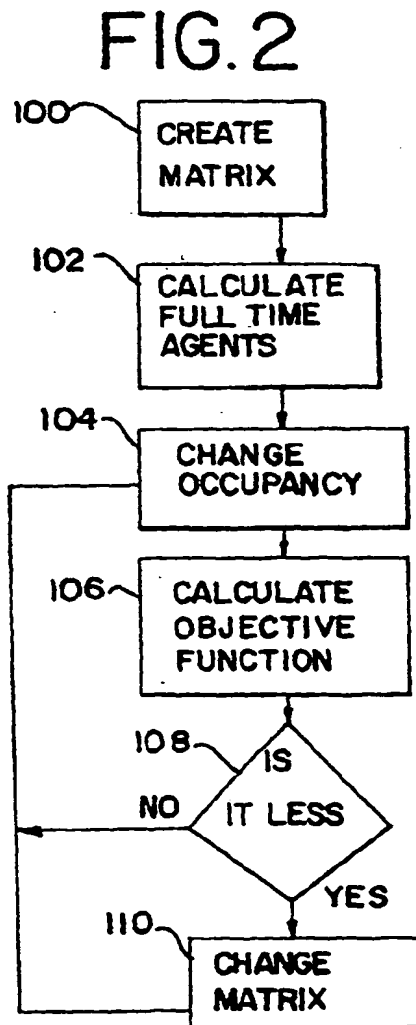 FIG.2
100
CREATE
MATRIX
102
CALCULATE
FULL TIME
AGENTS
104
CHANGE
OCCUPANCY
106
CALCULATE
OBJECTIVE
FUNCTION
108
IS
IT LESS
NO
YES
110
CHANGE
MATRIX